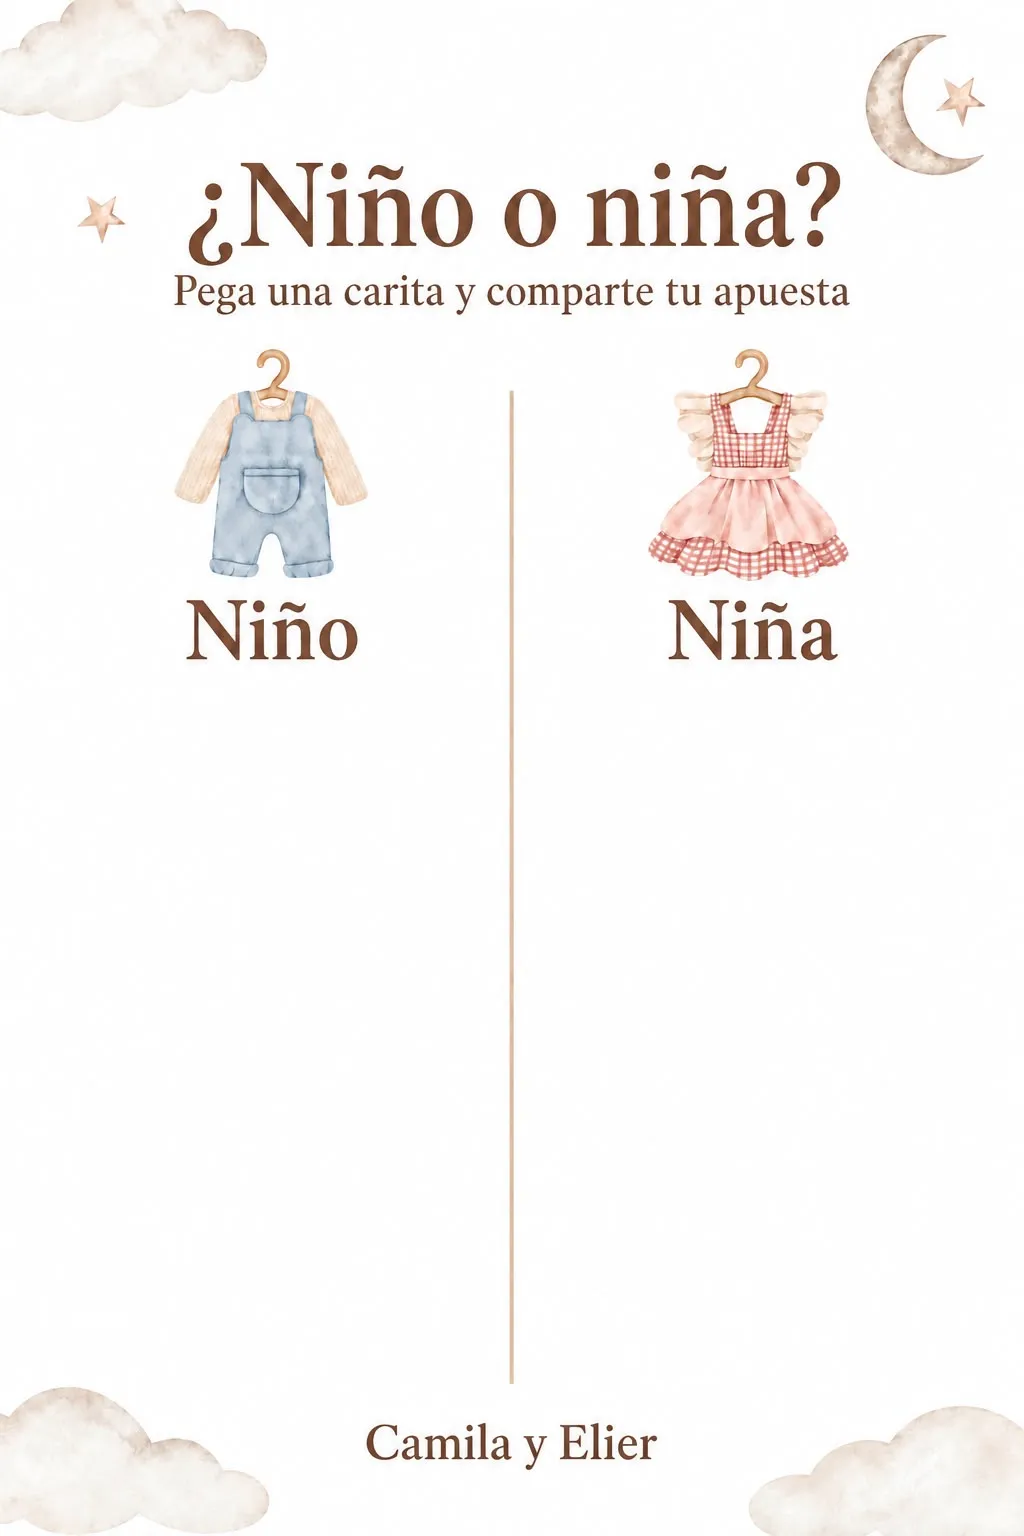 ¿Niño o niña?
Pega una carita y comparte tu apuesta
Niño
Niña
Camila y Elier